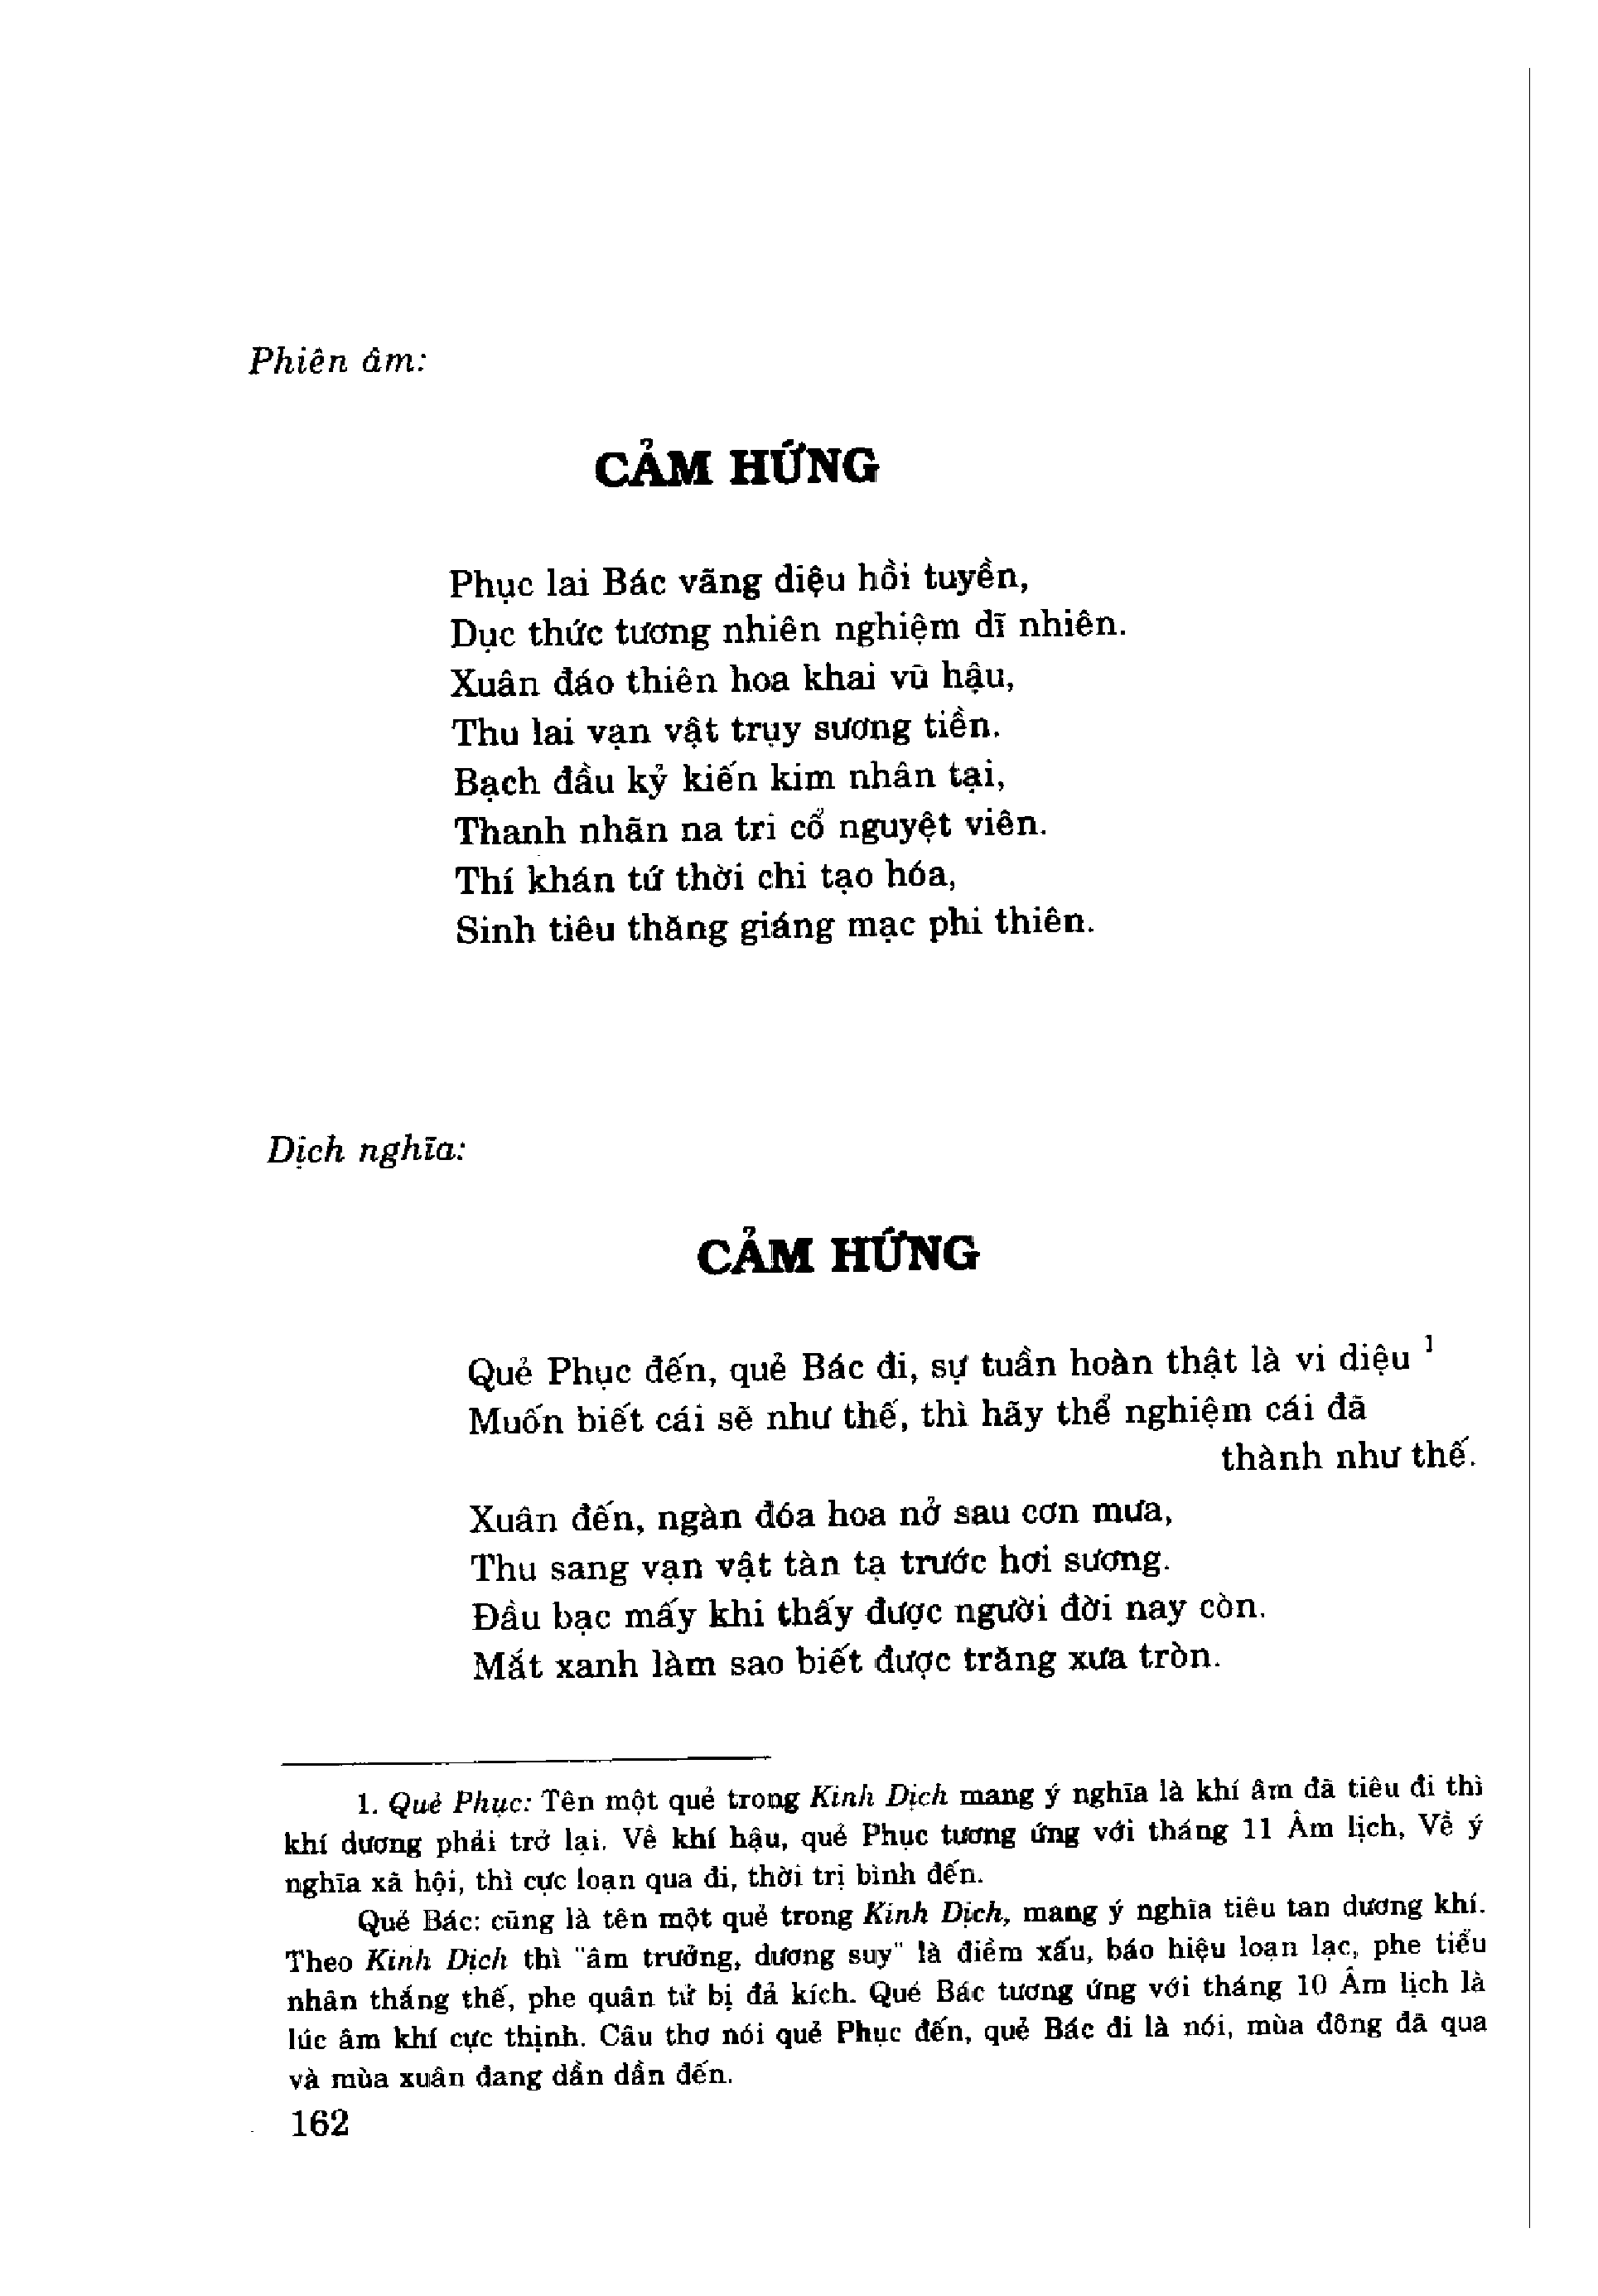 Phiên âm:
CẢM HỨNG
Phục lai Bác vãng diệu hồi tuyền,
Dục thức tương nhiên nghiệm dĩ nhiên.
Xuân đáo thiên hoa khai vũ hậu,
Thu lai vạn vật trụy sương tiền.
Bạch đầu kỷ kiến kim nhân tại,
Thanh nhãn na tri cổ nguyệt viên.
Thí khán tứ thời chi tạo hóa,
Sinh tiêu thăng giáng mạc phi thiên.
Dịch nghĩa:
CẢM HỨNG
Quẻ Phục đến, quẻ Bác đi, sự tuần hoàn thật là vi diệu 1
Muốn biết cái sẽ như thế, thì hãy thể nghiệm cái đã
thành như thế.
Xuân đến, ngàn đóa hoa nở sau cơn mưa,
Thu sang vạn vật tàn tạ trước hơi sương.
Đầu bạc mấy khi thấy được người đời nay còn.
Mắt xanh làm sao biết được trăng xưa tròn.
1. Quẻ Phục: Tên một quẻ trong Kinh Dịch mang ý nghĩa là khí âm đã tiêu đi thì
khí dương phải trở lại. Về khí hậu, quẻ Phục tương ứng với tháng 11 Âm lịch, Về ý
nghĩa xã hội, thì cực loạn qua đi, thời trị bình đến.
Quẻ Bác: cũng là tên một quẻ trong Kinh Dịch, mang ý nghĩa tiêu tan dương khí.
Theo Kinh Dịch thì "âm trưởng, dương suy" là điềm xấu, báo hiệu loạn lạc, phe tiểu
nhân thắng thế, phe quân tử bị đả kích. Quẻ Bác tương ứng với tháng 10 Âm lịch là
lúc âm khí cực thịnh. Câu thơ nói quẻ Phục đến, quẻ Bác đi là nói, mùa đông đã qua
và mùa xuân đang dần dần đến.
162